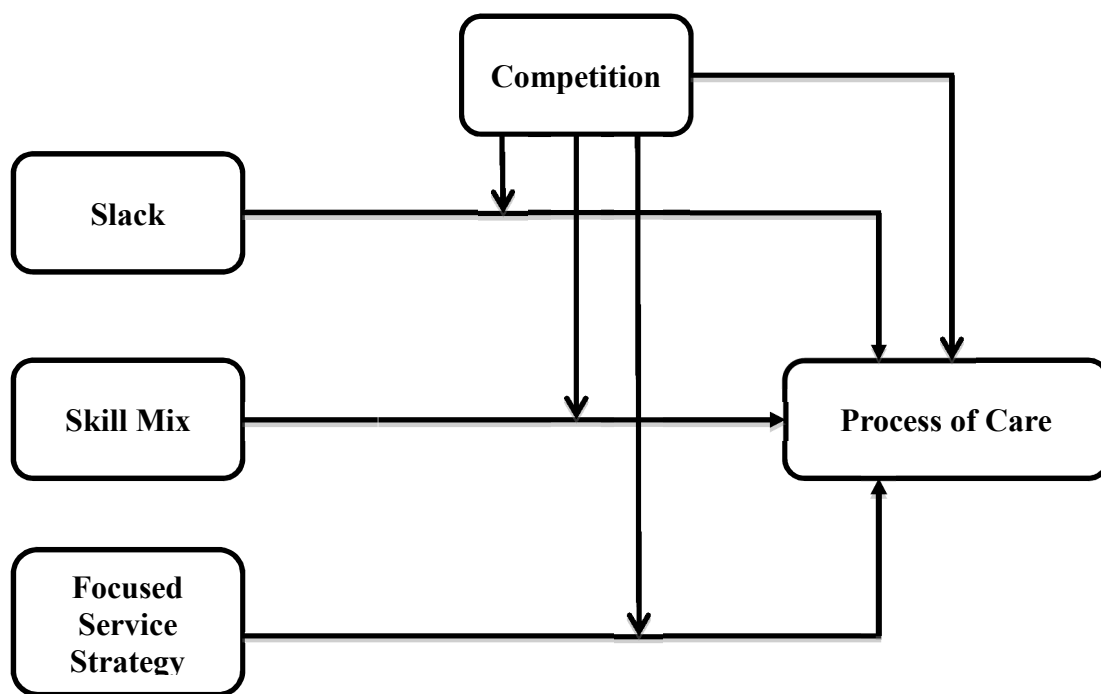 Competition
Slack
Skill Mix
Process of Care
Focused
Service
Strategy